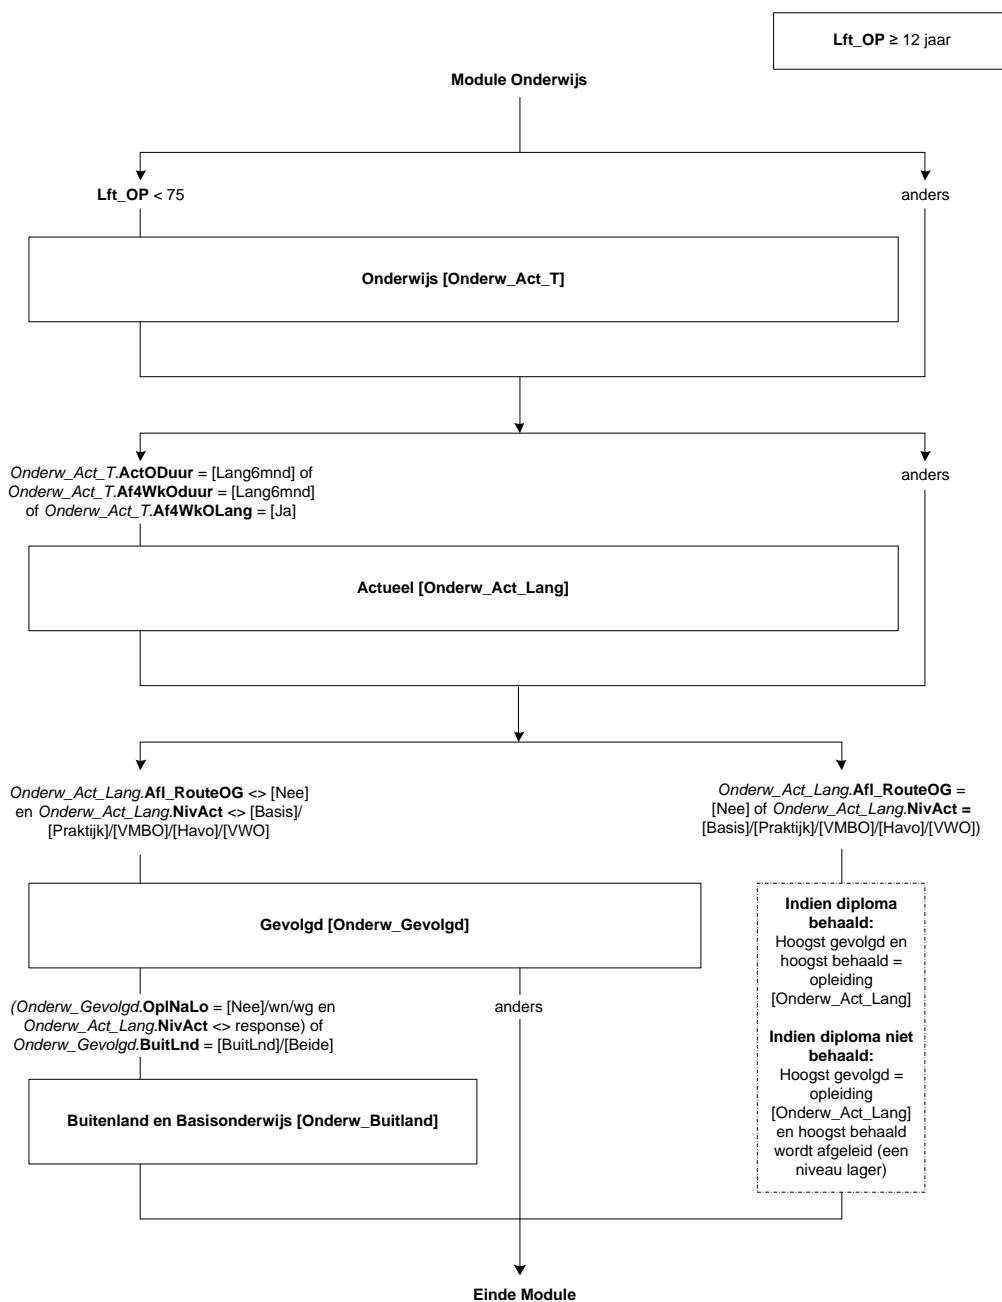 Lft_OP ≥ 12 jaar
Module Onderwijs
Lft_OP < 75
anders
Onderwijs [Onderw_Act_T]
Onderw_Act_T.ActODuur = [Lang6mnd] of
Onderw_Act_T.Af4WkOduur = [Lang6mnd]
of Onderw_Act_T.Af4WkOLang = [Ja]
anders
Actueel [Onderw_Act_Lang]
Onderw_Act_Lang.Afl_RouteOG <> [Nee]
en Onderw_Act_Lang.NivAct <> [Basis]/
[Praktijk]/[VMBO]/[Havo]/[VWO]
Onderw_Act_Lang.Afl_RouteOG =
[Nee] of Onderw_Act_Lang.NivAct =
[Basis]/[Praktijk]/[VMBO]/[Havo]/[VWO])
Gevolgd [Onderw_Gevolgd]
(Onderw_Gevolgd.OplNaLo = [Nee]/wn/wg en
Onderw_Act_Lang.NivAct <> response) of
Onderw_Gevolgd.BuitLnd = [BuitLnd]/[Beide]
anders
Buitenland en Basisonderwijs [Onderw_Buitland]
Indien diploma
behaald:
Hoogst gevolgd en
hoogst behaald =
opleiding
[Onderw_Act_Lang]
Indien diploma niet
behaald:
Hoogst gevolgd =
opleiding
[Onderw_Act_Lang]
en hoogst behaald
wordt afgeleid (een
niveau lager)
Einde Module